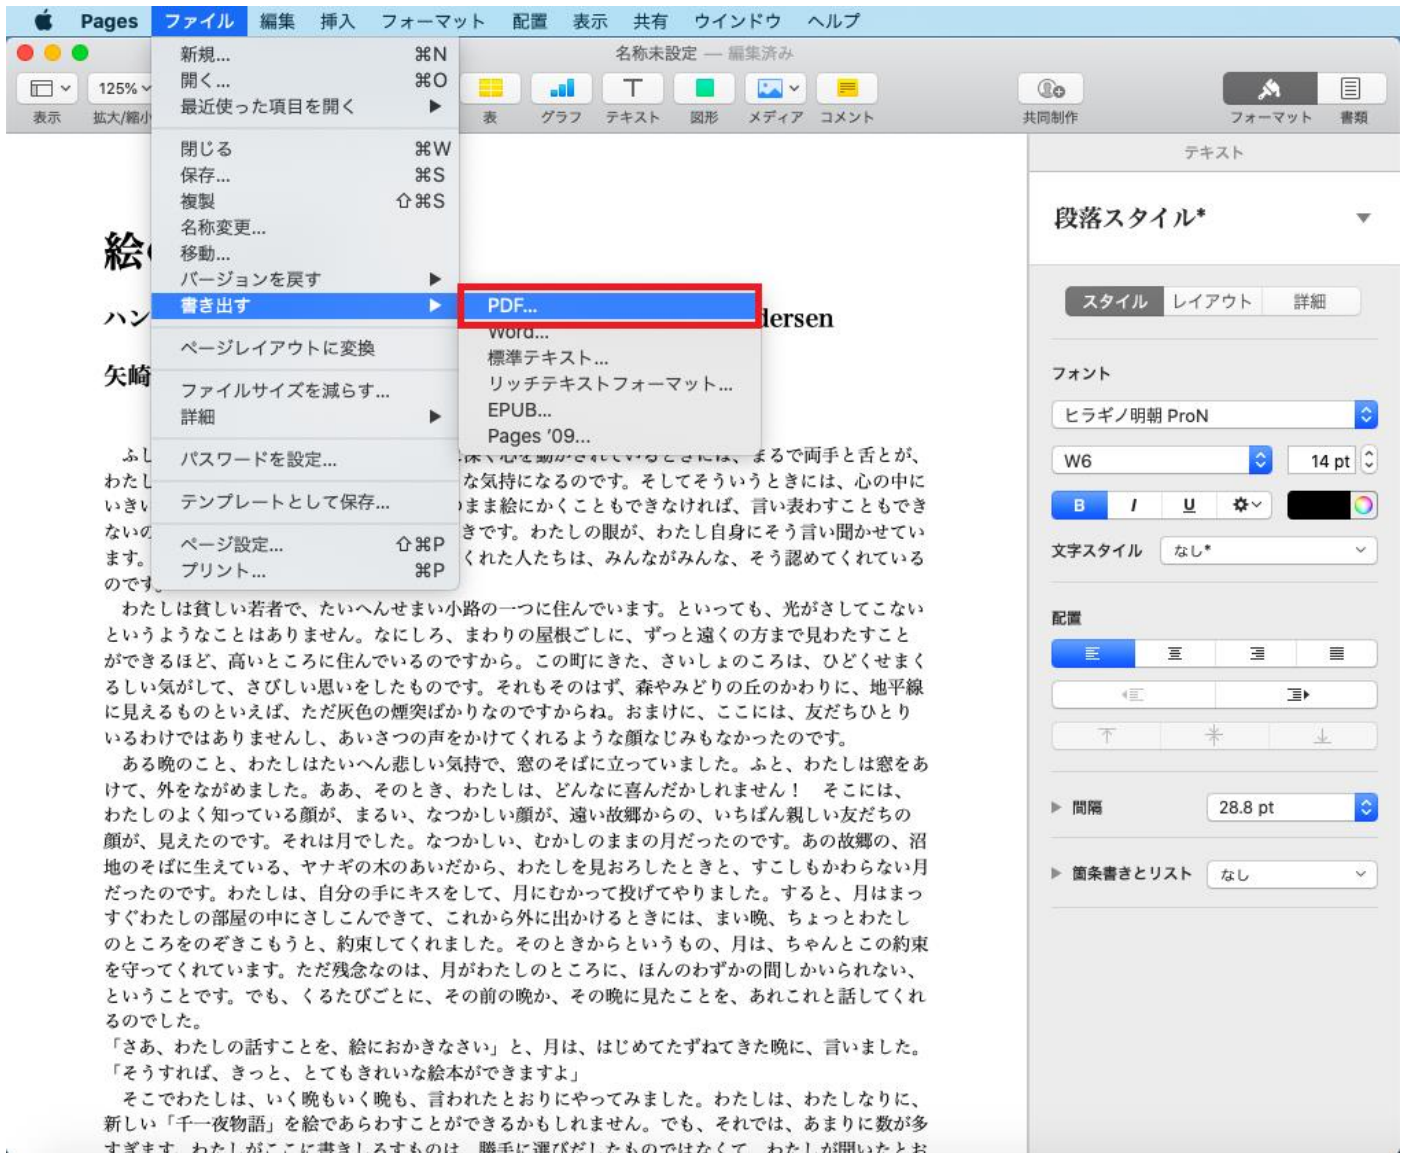 Pages ファイル 編集 挿入 フォーマット 配置 表示 共有 ウインドウ ヘルプ
名称未設定 — 編集済み
125%
表示 拡大/縮小 表 グラフ テキスト 図形 メディア コメント 共同制作 フォーマット 書類
新規... ⌘N
開く... ⌘O
最近使った項目を開く ▶
閉じる ⌘W
保存... ⌘S
複製 ⇧⌘S
名称変更...
移動...
バージョンを戻す ▶
書き出す ▶
ページレイアウトに変換
ファイルサイズを減らす...
詳細 ▶
パスワードを設定...
テンプレートとして保存...
ページ設定... ⇧⌘P
プリント... ⌘P
PDF...
Word...
標準テキスト...
リッチテキストフォーマット...
EPUB...
Pages ’09...
絵
ハン dersen
矢崎
ふし まるで両手と舌とが、
わたし な気持になるのです。そしてそういうときには、心の中に
いきい まま絵にかくこともできなければ、言い表わすこともでき
ないの きです。わたしの眼が、わたし自身にそう言い聞かせてい
ます。 くれた人たちは、みんながみんな、そう認めてくれている
のです。
わたしは貧しい若者で、たいへんせまい小路の一つに住んでいます。といっても、光がさしてこない
というようなことはありません。なにしろ、まわりの屋根ごしに、ずっと遠くの方まで見わたすこと
ができるほど、高いところに住んでいるのですから。この町にきた、さいしょのころは、ひどくせまく
るしい気がして、さびしい思いをしたものです。それもそのはず、森やみどりの丘のかわりに、地平線
に見えるものといえば、ただ灰色の煙突ばかりなのですからね。おまけに、ここには、友だちひとり
いるわけではありませんし、あいさつの声をかけてくれるような顔なじみもなかったのです。
ある晩のこと、わたしはたいへん悲しい気持で、窓のそばに立っていました。ふと、わたしは窓をあ
けて、外をながめました。ああ、そのとき、わたしは、どんなに喜んだかしれません！　そこには、
わたしのよく知っている顔が、まるい、なつかしい顔が、遠い故郷からの、いちばん親しい友だちの
顔が、見えたのです。それは月でした。なつかしい、むかしのままの月だったのです。あの故郷の、沼
地のそばに生えている、ヤナギの木のあいだから、わたしを見おろしたときと、すこしもかわらない月
だったのです。わたしは、自分の手にキスをして、月にむかって投げてやりました。すると、月はまっ
すぐわたしの部屋の中にさしこんできて、これから外に出かけるときには、まい晩、ちょっとわたし
のところをのぞきこもうと、約束してくれました。そのときからというもの、月は、ちゃんとこの約束
を守ってくれています。ただ残念なのは、月がわたしのところに、ほんのわずかの間しかいられない、
ということです。でも、くるたびごとに、その前の晩か、その晩に見たことを、あれこれと話してくれ
るのでした。
「さあ、わたしの話すことを、絵におかきなさい」と、月は、はじめてたずねてきた晩に、言いました。
「そうすれば、きっと、とてもきれいな絵本ができますよ」
そこでわたしは、いく晩もいく晩も、言われたとおりにやってみました。わたしは、わたしなりに、
新しい「千一夜物語」を絵であらわすことができるかもしれません。でも、それでは、あまりに数が多
すぎます。わたしがここに書きしるすものは、勝手に選びだしたものではなくて、わたしが聞いたとお
テキスト
段落スタイル*
スタイル レイアウト 詳細
フォント
ヒラギノ明朝 ProN
W6 14 pt
B I U
文字スタイル なし*
配置
間隔 28.8 pt
箇条書きとリスト なし